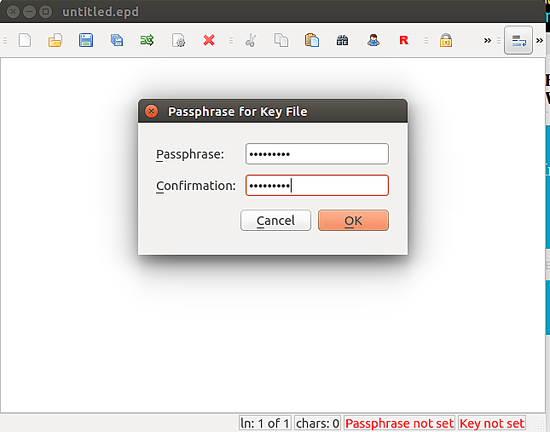 untitled.epd
R
»
»
Passphrase for Key File
Passphrase: •••••••••
Confirmation: •••••••••
Cancel OK
ln: 1 of 1 chars: 0 Passphrase not set Key not set